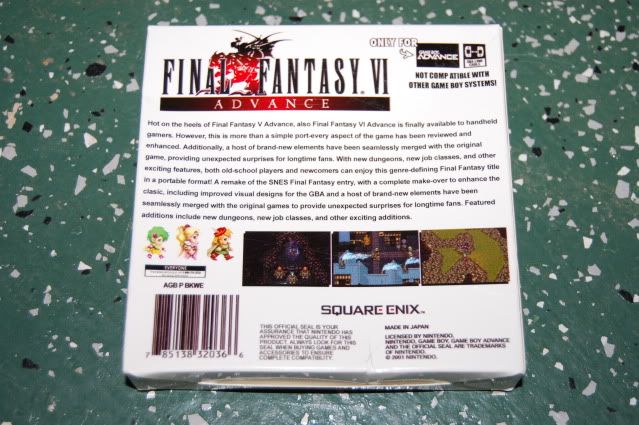 FINAL FANTASY VI
ADVANCE
ONLY FOR
GAME BOY ADVANCE
NOT COMP ATIBLE WITH
OTHER GAME BOY SYSTEMS!
Hot on the heels of Final Fantasy V Advance, also Final Fantasy VI Advance is finally available to handheld
gamers. However, this is more than a simple port-every aspect of the game has been reviewed and
enhanced. Additionally, a host of brand-new elements have been seamlessly merged with the original
game, providing unexpected surprises for longtime fans. With new dungeons, new job classes, and other
exciting features, both old-school players and newcomers can enjoy this genre-defining Final Fantasy title
in a portable format! A remake of the SNES Final Fantasy entry, with a complete make-over to enhance the
clasic, including improved visual designs for the GBA and a host of brand-new elements have been
seamlessly merged with the original games to provide unexpected surprises for longtime fans. Featured
additions include new dungeons, new job classes, and other exciting additions.
EVERYONE
AGB P BKWE
7 85138 32036 6
SQUARE ENIX
THIS OFFICIAL SEAL IS YOUR
ASSURANCE THAT NINTENDO HAS
APPROVED THE QUALITY OF THIS
PRODUCT. ALWAYS LOOK FOR THIS
SEAL WHEN BUYING GAMES AND
ACCESSORIES TO ENSURE
COMPLETE COMPATIBILITY.
MADE IN JAPAN
LICENSED BY NINTENDO.
NINTENDO, GAME BOY, GAME BOY ADVANCE
AND THE OFFICIAL SEAL ARE TRADEMARKS
OF NINTENDO.
© 2001 NINTENDO.